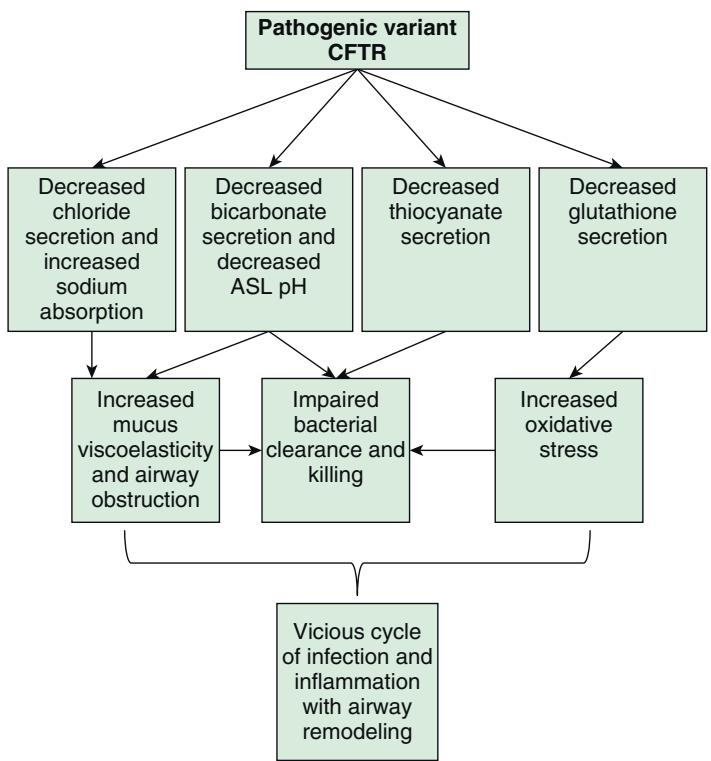 Pathogenic variant
CFTR
Decreased
chloride
secretion and
increased
sodium
absorption
Decreased
bicarbonate
secretion and
decreased
ASL pH
Decreased
thiocyanate
secretion
Decreased
glutathione
secretion
Increased
mucus
viscoelasticity
and airway
obstruction
Impaired
bacterial
clearance and
killing
Increased
oxidative
stress
Vicious cycle
of infection and
inflammation
with airway
remodeling